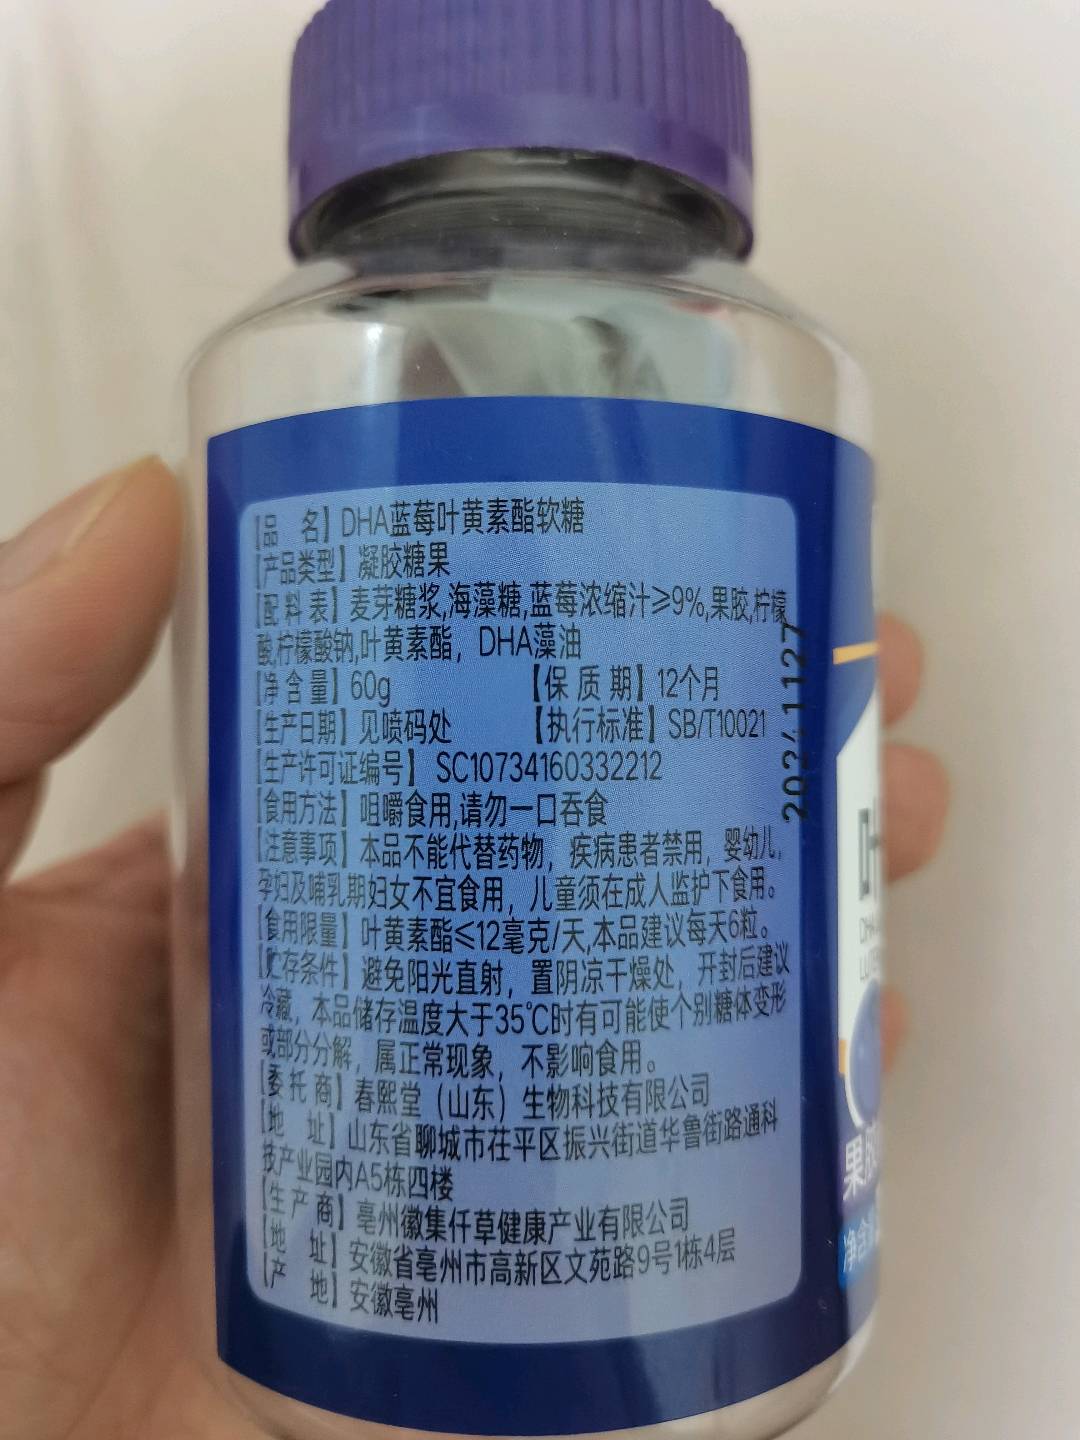 【品 名】DHA蓝莓叶黄素酯软糖
【产品类型】凝胶糖果
【配 料 表】麦芽糖浆,海藻糖,蓝莓浓缩汁≥9%,果胶,柠檬
酸,柠檬酸钠,叶黄素酯，DHA藻油
【净 含 量】60g 【保 质 期】12个月
【生产日期】见喷码处 【执行标准】SB/T10021
【生产许可证编号】 SC10734160332212
【食用方法】咀嚼食用,请勿一口吞食
【注意事项】本品不能代替药物，疾病患者禁用，婴幼儿,
孕妇及哺乳期妇女不宜食用，儿童须在成人监护下食用。
【食用限量】叶黄素酯≤12毫克/天,本品建议每天6粒。
【贮存条件】避免阳光直射，置阴凉干燥处，开封后建议
冷藏，本品储存温度大于35℃时有可能使个别糖体变形
或部分分解，属正常现象，不影响食用。
【委 托 商】春熙堂（山东）生物科技有限公司
【地 址】山东省聊城市茌平区振兴街道华鲁街路通科
技产业园内A5栋四楼
【生 产 商】亳州徽集仟草健康产业有限公司
【地 址】安徽省亳州市高新区文苑路9号1栋4层
【产 地】安徽亳州
20241127
叶
果胶
净含量